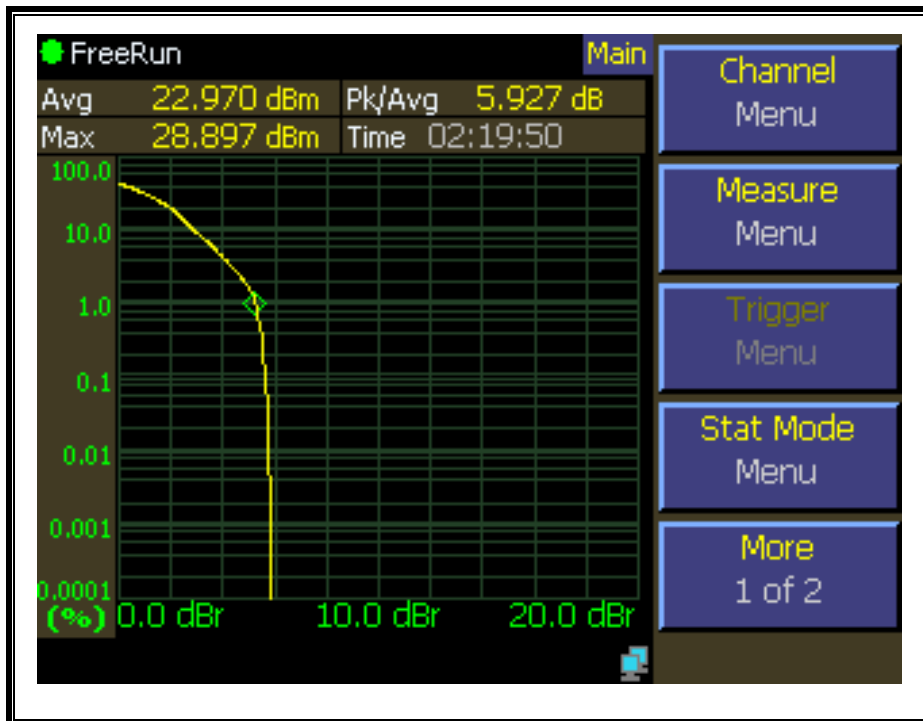 FreeRun Main
Avg 22.970 dBm Pk/Avg 5.927 dB
Max 28.897 dBm Time 02:19:50
100.0
10.0
1.0
0.1
0.01
0.001
0.0001
(%) 0.0 dBr 10.0 dBr 20.0 dBr
Channel
Menu
Measure
Menu
Trigger
Menu
Stat Mode
Menu
More
1 of 2